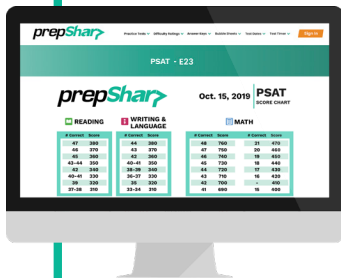 prepSharp
Practice Tests Difficulty Ratings Answer Keys Bubble Sheets Test Dates Test Timer Sign In
PSAT - E23
prepSharp
Oct. 15, 2019 PSAT
SCORE CHART
READING
WRITING &
LANGUAGE
MATH
# Correct Score # Correct Score # Correct Score # Correct Score
47 380 44 380 48 760 21 470
46 370 43 370 47 750 20 460
45 360 42 360 46 740 19 450
43-44 350 40-41 350 45 730 18 440
42 340 38-39 340 44 720 17 430
40-41 330 36-37 330 43 710 16 420
39 320 35 320 42 700 - 410
37-38 310 33-34 310 41 690 15 400